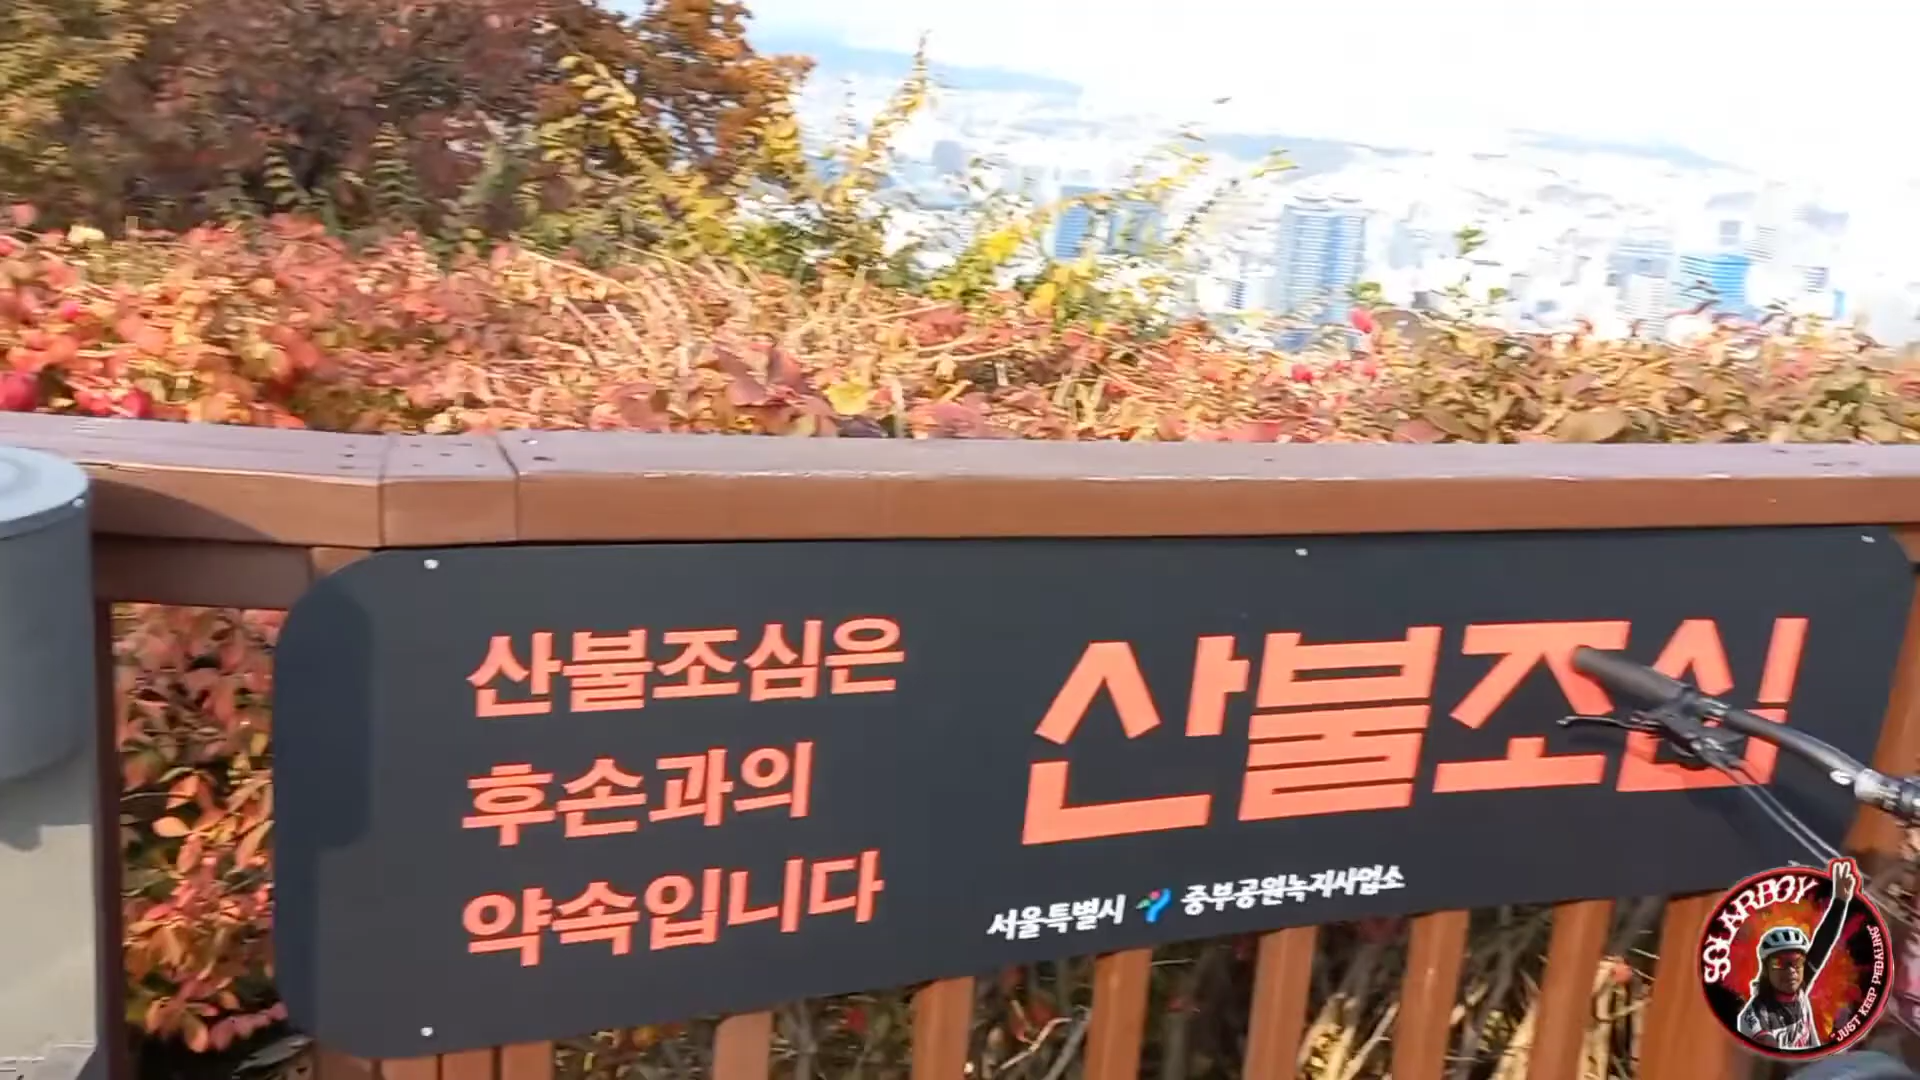 산불조심은
후손과의
약속입니다
산불조심
서울특별시 중부공원녹지사업소
SOLARBOY
"JUST KEEP PEDALING"